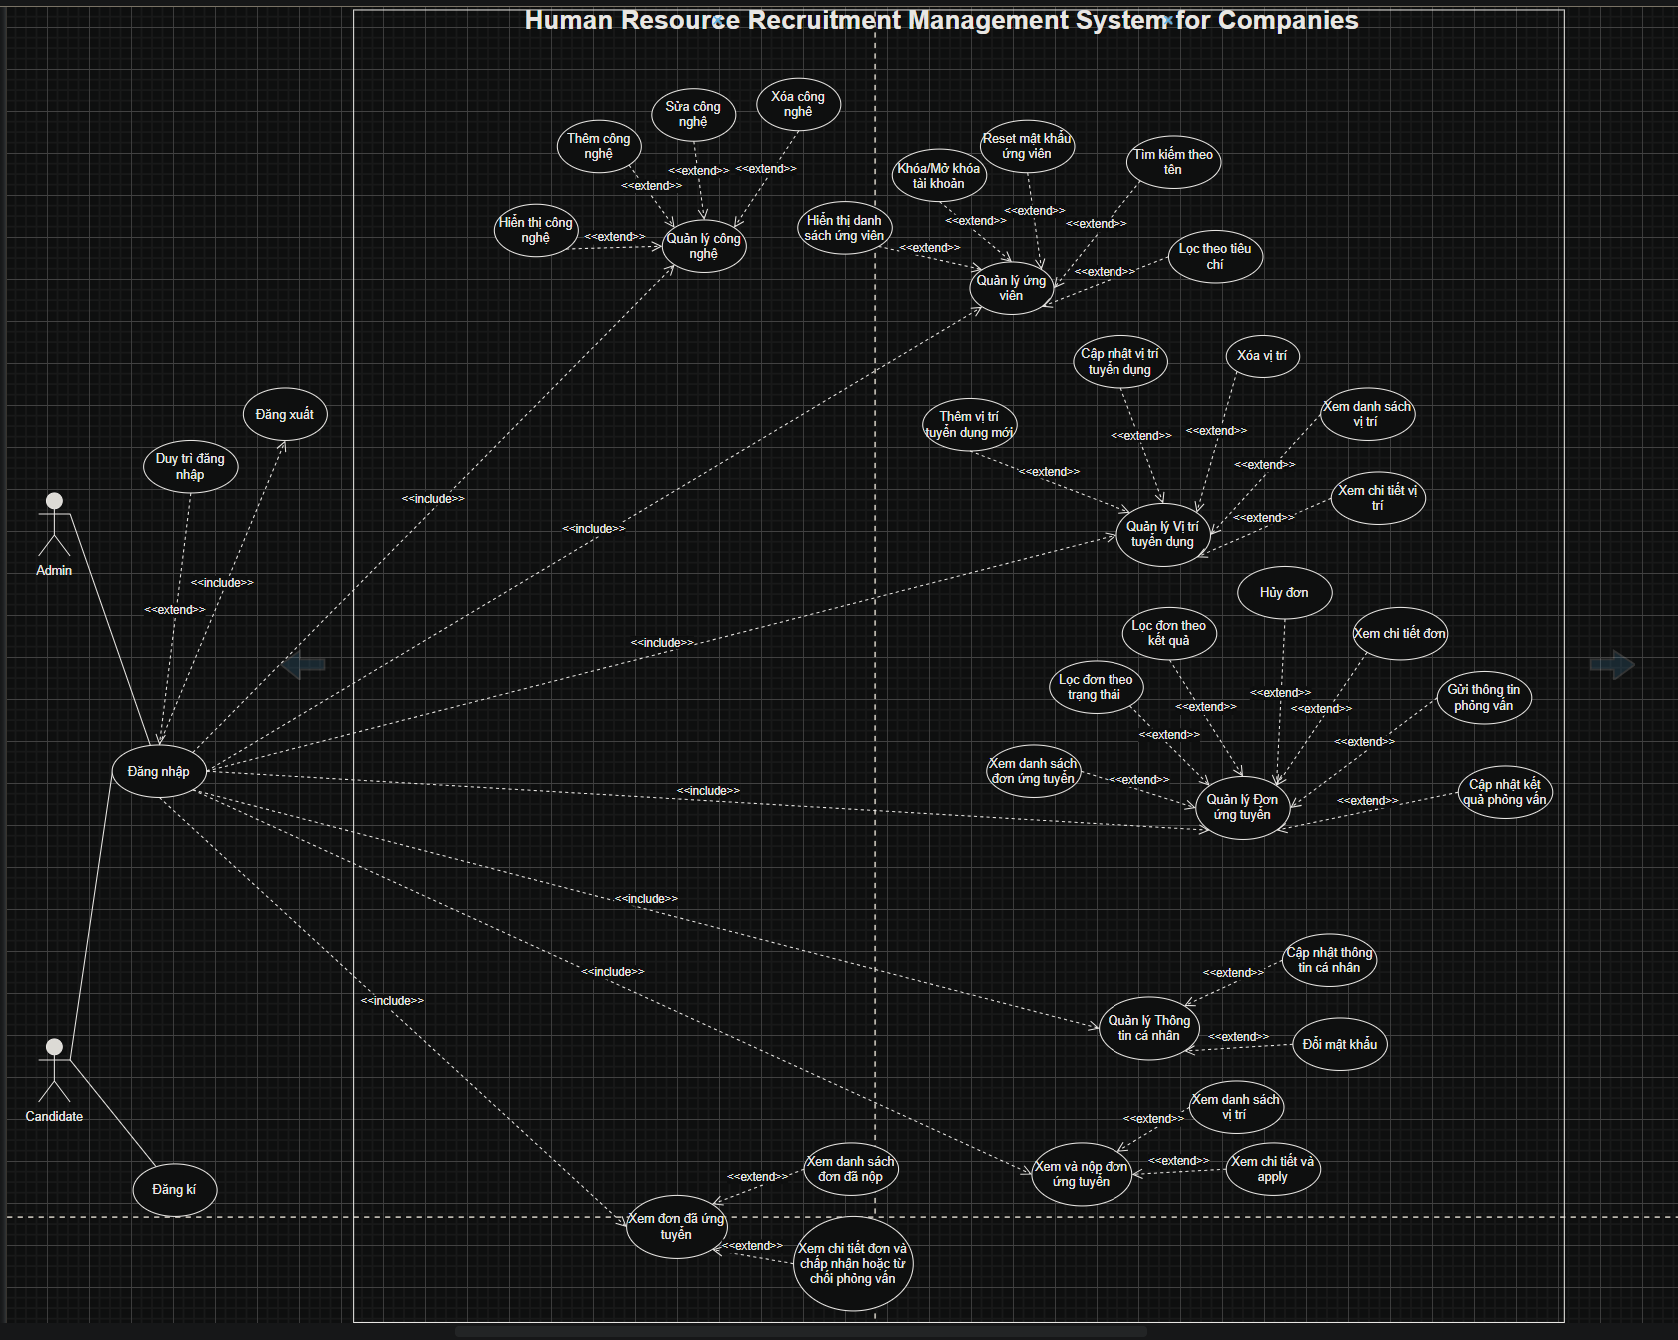 Human Resource Recruitment Management System for Companies
Xóa công
nghệ
Sửa công
nghệ
Thêm công
nghệ
<<extend>>
<<extend>>
<<extend>>
Hiển thị công
nghệ
<<extend>>
Quản lý công
nghệ
Reset mật khẩu
ứng viên
Tìm kiếm theo
tên
Khóa/Mở khóa
tài khoản
Hiển thị danh
sách ứng viên
<<extend>>
<<extend>>
<<extend>>
<<extend>>
Lọc theo tiêu
chí
<<extend>>
Quản lý ứng
viên
Cập nhật vị trí
tuyển dụng
Xóa vị trí
Thêm vị trí
tuyển dụng mới
Xem danh sách
vị trí
<<extend>>
<<extend>>
<<extend>>
<<extend>>
Xem chi tiết vị
trí
<<extend>>
Quản lý Vị trí
tuyển dụng
Đăng xuất
Duy trì đăng
nhập
<<include>>
<<extend>>
Admin
<<include>>
<<include>>
<<include>>
Hủy đơn
Lọc đơn theo
kết quả
Xem chi tiết đơn
Lọc đơn theo
trạng thái
Gửi thông tin
phỏng vấn
<<extend>>
<<extend>>
<<extend>>
<<extend>>
<<extend>>
Xem danh sách
đơn ứng tuyển
<<extend>>
Cập nhật kết
quả phỏng vấn
<<extend>>
Quản lý Đơn
ứng tuyển
Đăng nhập
<<include>>
<<include>>
<<include>>
<<include>>
Cập nhật thông
tin cá nhân
<<extend>>
Quản lý Thông
tin cá nhân
<<extend>>
Đổi mật khẩu
Candidate
Đăng kí
Xem danh sách
vị trí
<<extend>>
Xem và nộp đơn
ứng tuyển
<<extend>>
Xem chi tiết và
apply
Xem danh sách
đơn đã nộp
<<extend>>
Xem đơn đã ứng
tuyển
<<extend>>
Xem chi tiết đơn và
chấp nhận hoặc từ
chối phỏng vấn